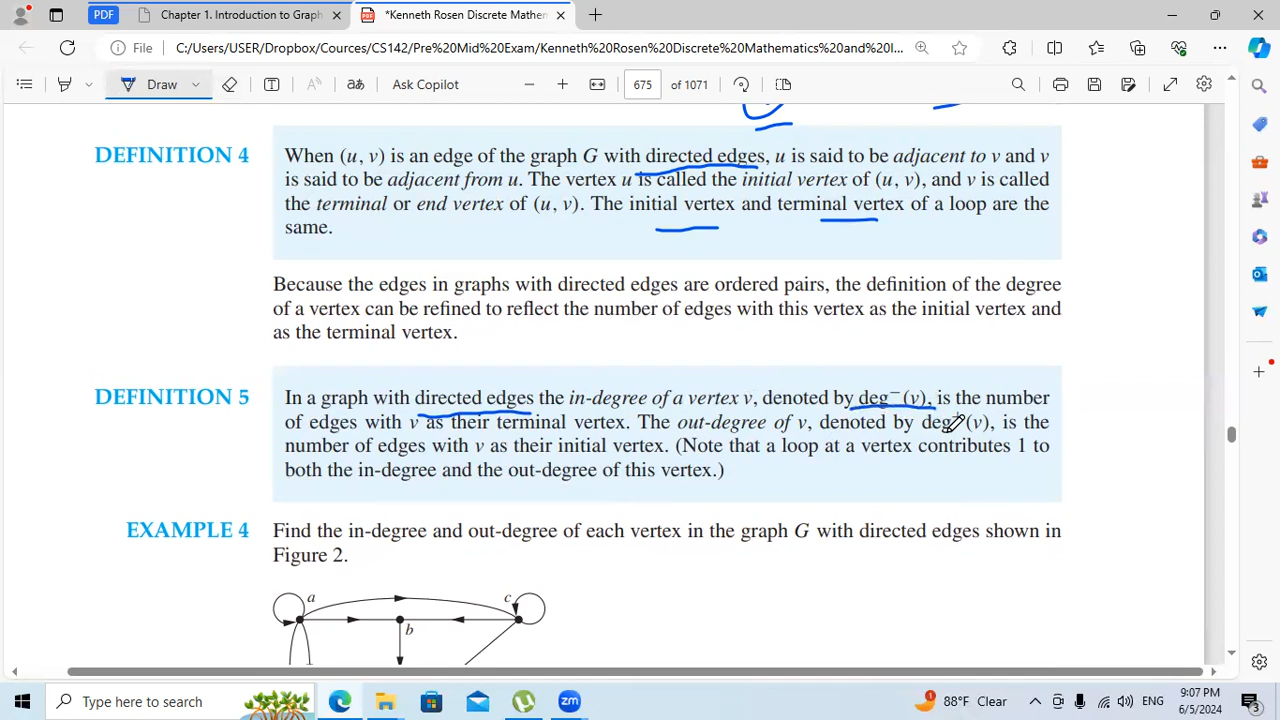 PDF
Chapter 1. Introduction to Graph
*Kenneth Rosen Discrete Mathen
File
C:/Users/USER/Dropbox/Cources/CS142/Pre%20Mid%20Exam/Kenneth%20Rosen%20Discrete%20Mathematics%20and%20I...
Draw
Ask Copilot
675 of 1071
DEFINITION 4
When (u, v) is an edge of the graph G with directed edges, u is said to be adjacent to v and v
is said to be adjacent from u. The vertex u is called the initial vertex of (u, v), and v is called
the terminal or end vertex of (u, v). The initial vertex and terminal vertex of a loop are the
same.
Because the edges in graphs with directed edges are ordered pairs, the definition of the degree
of a vertex can be refined to reflect the number of edges with this vertex as the initial vertex and
as the terminal vertex.
DEFINITION 5
In a graph with directed edges the in-degree of a vertex v, denoted by deg⁻(v), is the number
of edges with v as their terminal vertex. The out-degree of v, denoted by deg (v), is the
number of edges with v as their initial vertex. (Note that a loop at a vertex contributes 1 to
both the in-degree and the out-degree of this vertex.)
EXAMPLE 4
Find the in-degree and out-degree of each vertex in the graph G with directed edges shown in
Figure 2.
a
c
b
Type here to search
88°F Clear
ENG
9:07 PM
6/5/2024
3